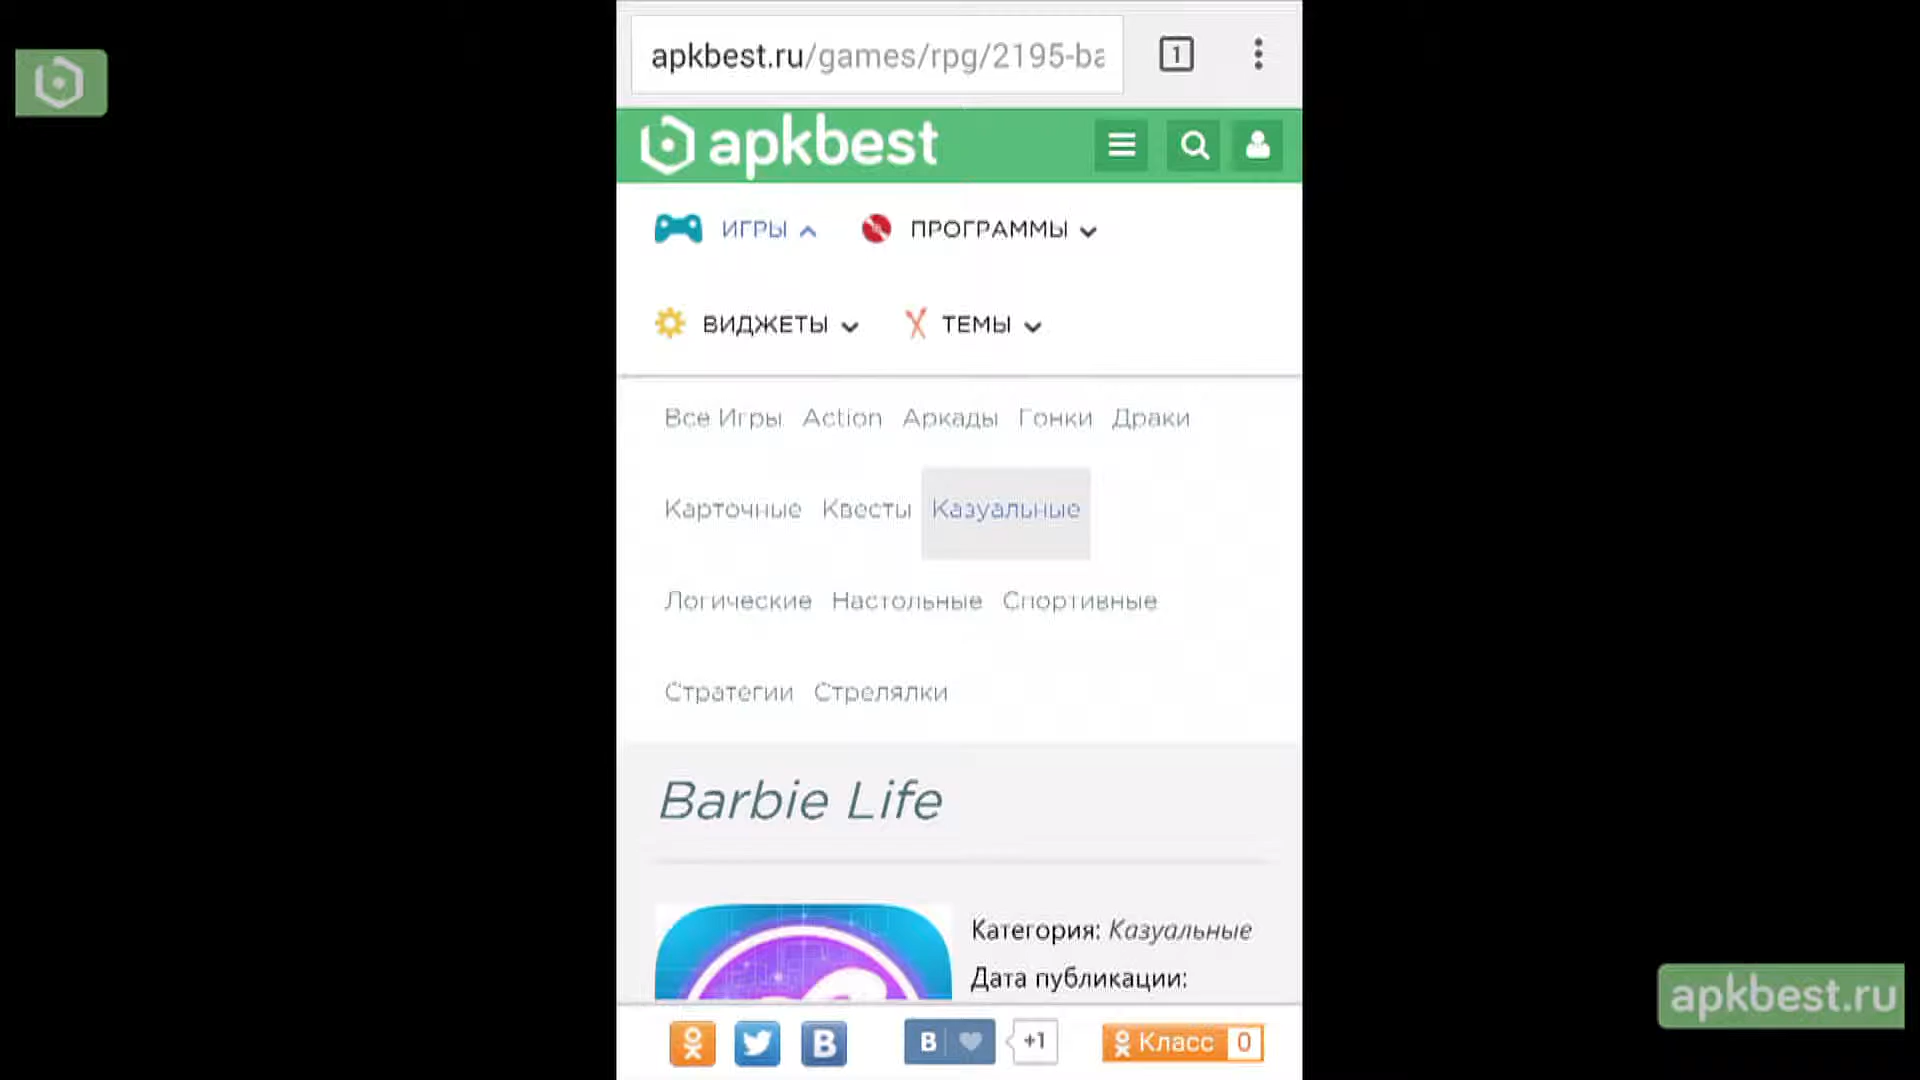 apkbest.ru/games/rpg/2195-ba
1
apkbest
ИГРЫ ПРОГРАММЫ
ВИДЖЕТЫ ТЕМЫ
Все Игры Action Аркады Гонки Драки
Карточные Квесты Казуальные
Логические Настольные Спортивные
Стратегии Стрелялки
Barbie Life
Категория: Казуальные
Дата публикации:
B B +1 Класс 0
apkbest.ru